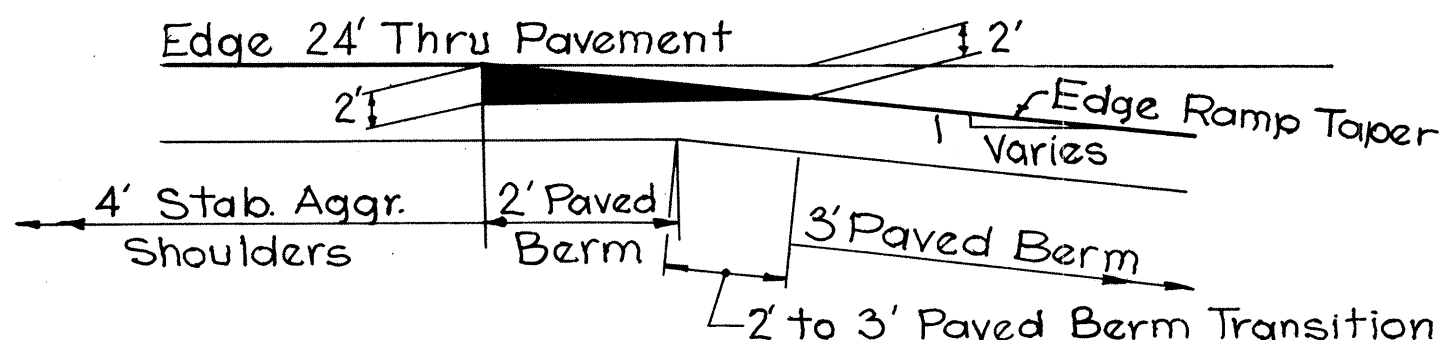 Edge 24' Thru Pavement
2'
2'
Edge Ramp Taper
1
Varies
4' Stab. Aggr.
Shoulders
2' Paved
Berm
3' Paved Berm
2' to 3' Paved Berm Transition